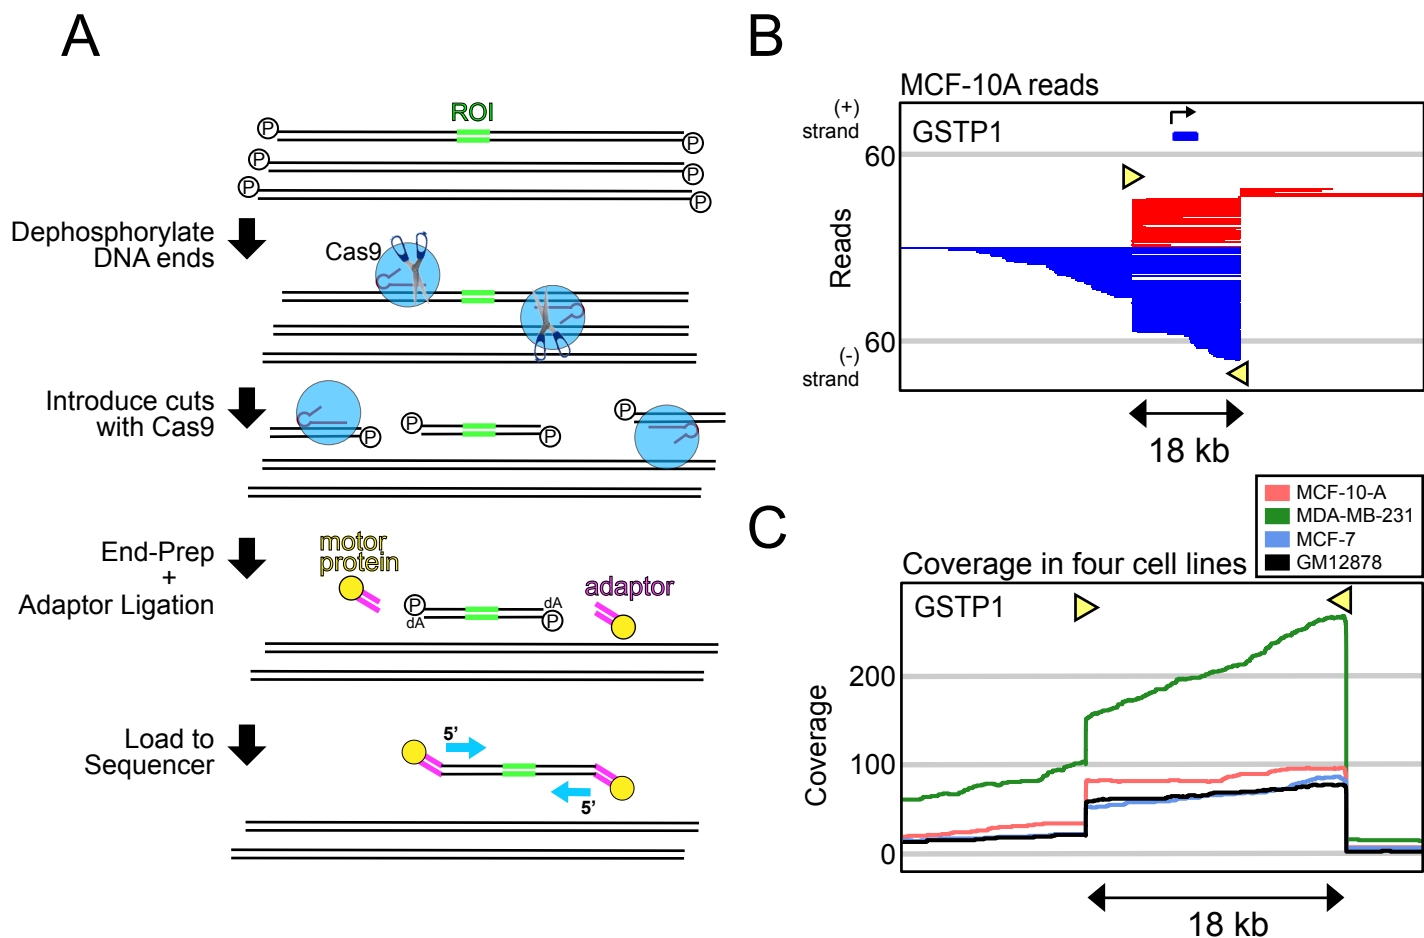 A
P
ROI
P
P
P
P
P
Dephosphorylate
DNA ends
Cas9
Introduce cuts
with Cas9
P
P
P
P
End-Prep
+
Adaptor Ligation
motor
protein
adaptor
P
dA
dA
P
Load to
Sequencer
5’
5’
B
MCF-10A reads
(+)
strand
GSTP1
60
Reads
60
(-)
strand
18 kb
MCF-10-A
MDA-MB-231
MCF-7
GM12878
C
Coverage in four cell lines
GSTP1
200
100
0
Coverage
18 kb